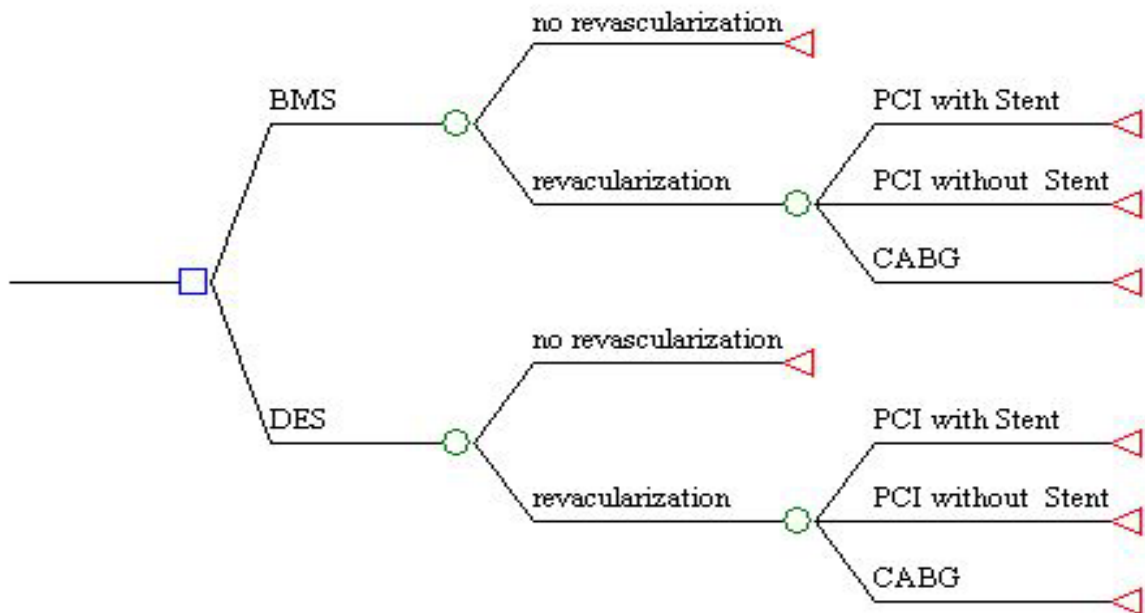 no revascularization
BMS
PCI with Stent
revacularization
PCI without  Stent
CABG
no revascularization
DES
PCI with Stent
revacularization
PCI without  Stent
CABG